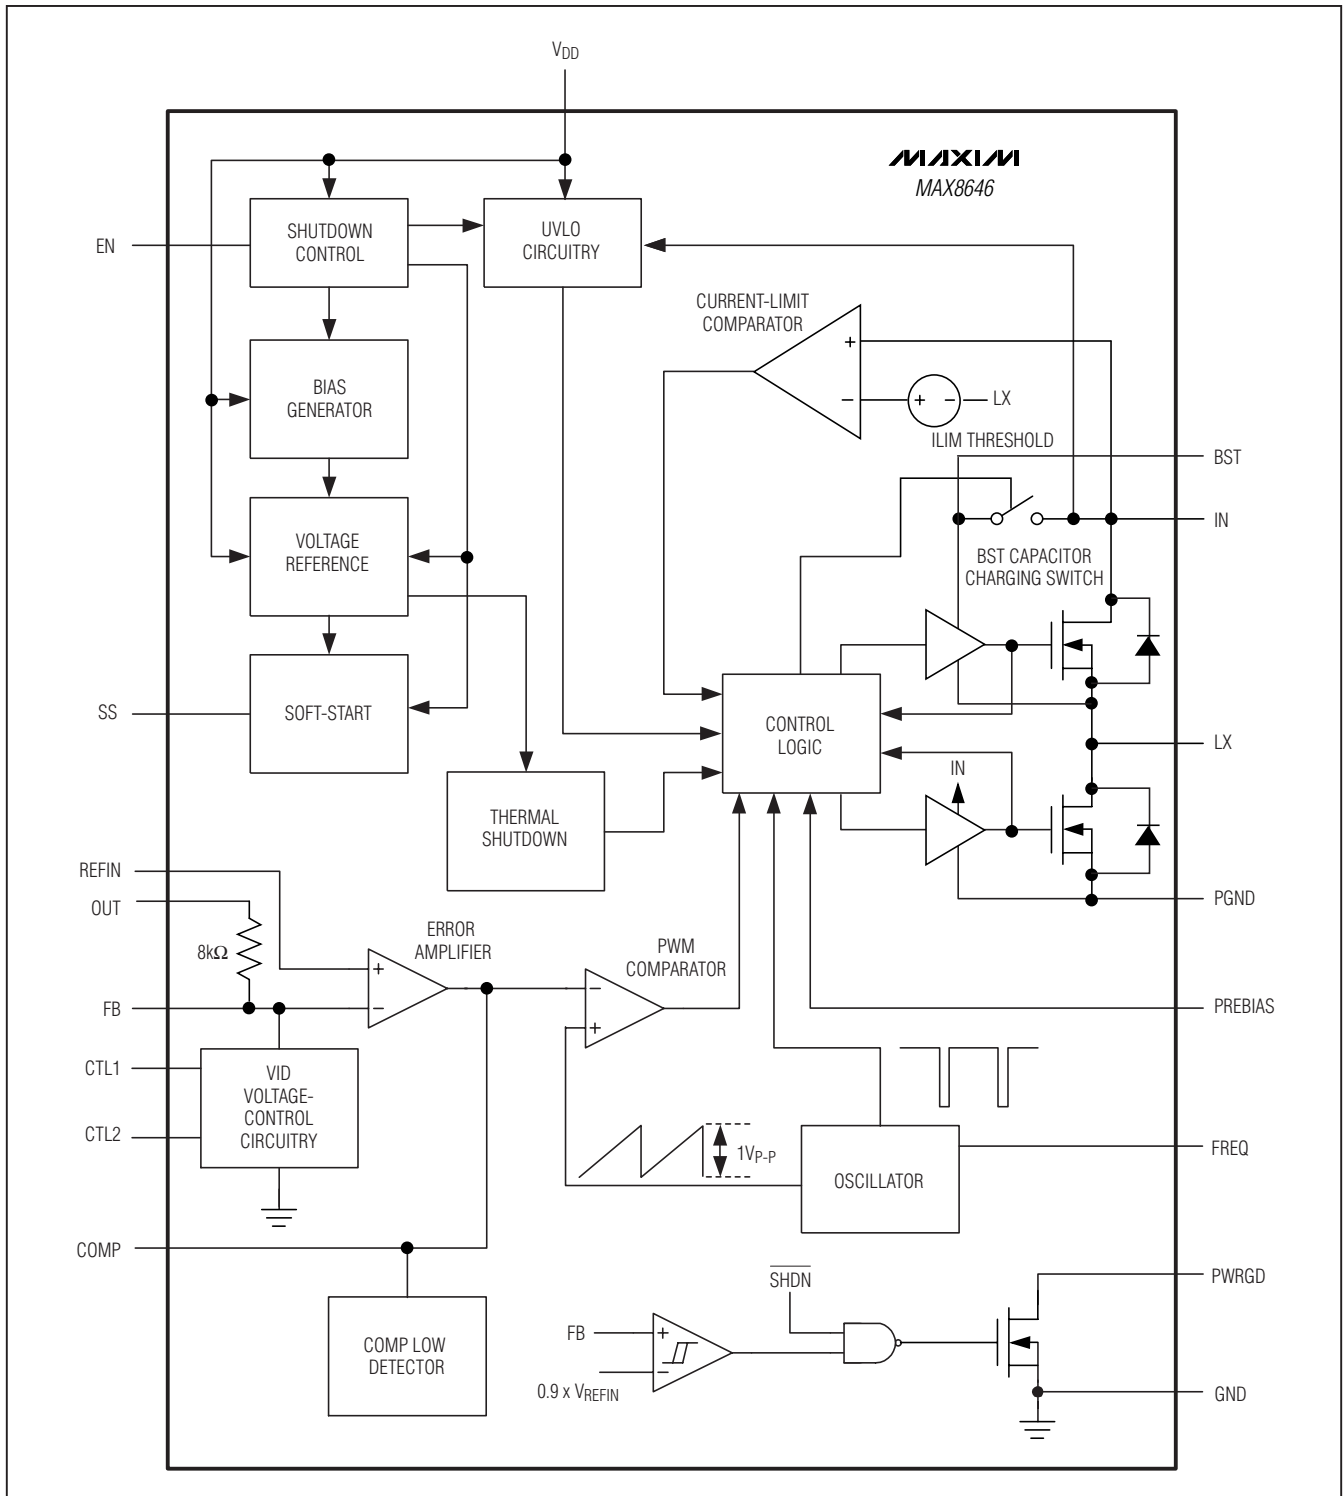 VDD
MAXIM
MAX8646
EN
SHUTDOWN
CONTROL
UVLO
CIRCUITRY
CURRENT-LIMIT
COMPARATOR
+
−
+ −
LX
ILIM THRESHOLD
BIAS
GENERATOR
BST
IN
BST CAPACITOR
CHARGING SWITCH
VOLTAGE
REFERENCE
SS
SOFT-START
CONTROL
LOGIC
LX
IN
THERMAL
SHUTDOWN
REFIN
OUT
8kΩ
ERROR
AMPLIFIER
+
−
PWM
COMPARATOR
−
+
PGND
FB
PREBIAS
CTL1
CTL2
VID
VOLTAGE-
CONTROL
CIRCUITRY
1VP-P
OSCILLATOR
FREQ
COMP
COMP LOW
DETECTOR
SHDN
FB
+
−
0.9 x VREFIN
PWRGD
GND